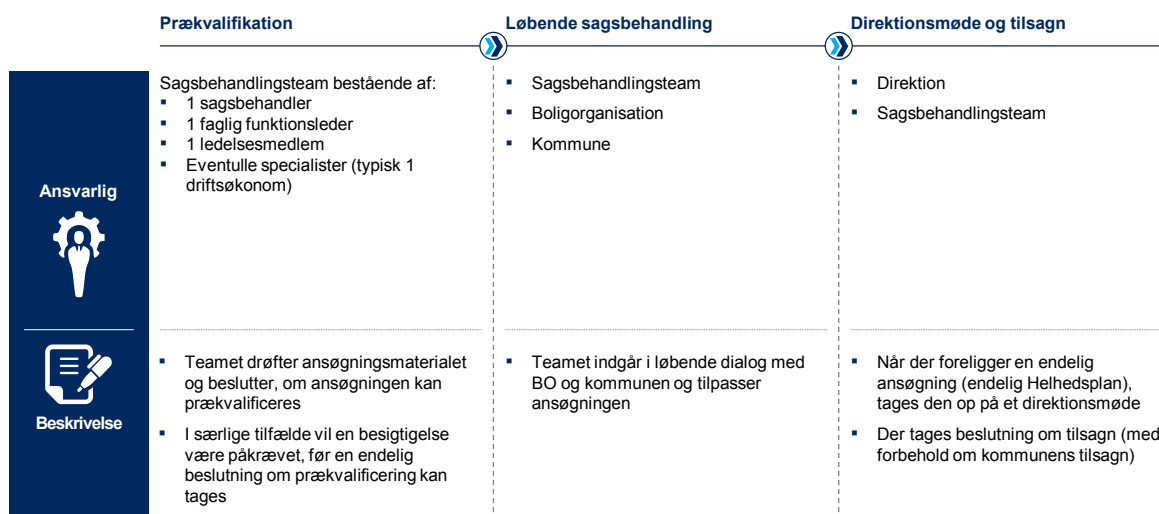 Prækvalifikation
Løbende sagsbehandling
Direktionsmøde og tilsagn
Ansvarlig
Sagsbehandlingsteam bestående af:
▪ 1 sagsbehandler
▪ 1 faglig funktionsleder
▪ 1 ledelsesmedlem
▪ Eventulle specialister (typisk 1
driftsøkonom)
▪ Sagsbehandlingsteam
▪ Boligorganisation
▪ Kommune
▪ Direktion
▪ Sagsbehandlingsteam
Beskrivelse
▪ Teamet drøfter ansøgningsmaterialet
og beslutter, om ansøgningen kan
prækvalificeres
▪ I særlige tilfælde vil en besigtigelse
være påkrævet, før en endelig
beslutning om prækvalificering kan
tages
▪ Teamet indgår i løbende dialog med
BO og kommunen og tilpasser
ansøgningen
▪ Når der foreligger en endelig
ansøgning (endelig Helhedsplan),
tages den op på et direktionsmøde
▪ Der tages beslutning om tilsagn (med
forbehold om kommunens tilsagn)